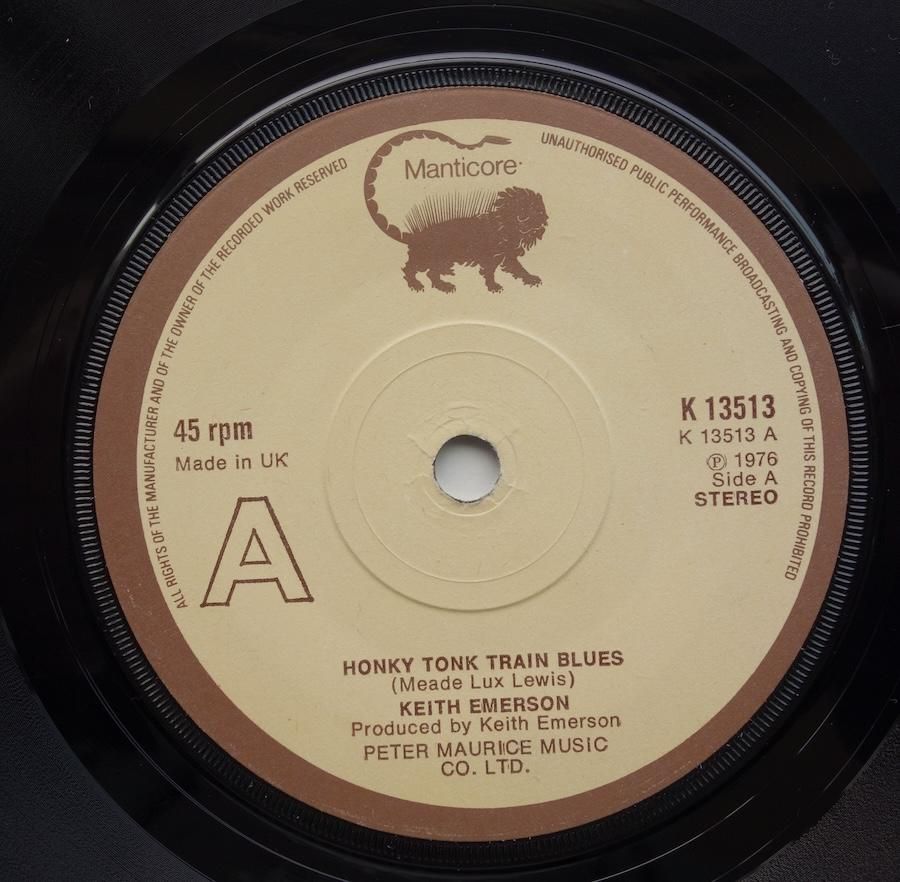 Manticore
ALL RIGHTS OF THE MANUFACTURER AND OF THE OWNER OF THE RECORDED WORK RESERVED
UNAUTHORISED PUBLIC PERFORMANCE BROADCASTING AND COPYING OF THIS RECORD PROHIBITED
45 rpm
Made in UK
A
K 13513
K 13513 A
Ⓟ 1976
Side A
STEREO
HONKY TONK TRAIN BLUES
(Meade Lux Lewis)
KEITH EMERSON
Produced by Keith Emerson
PETER MAURICE MUSIC
CO. LTD.